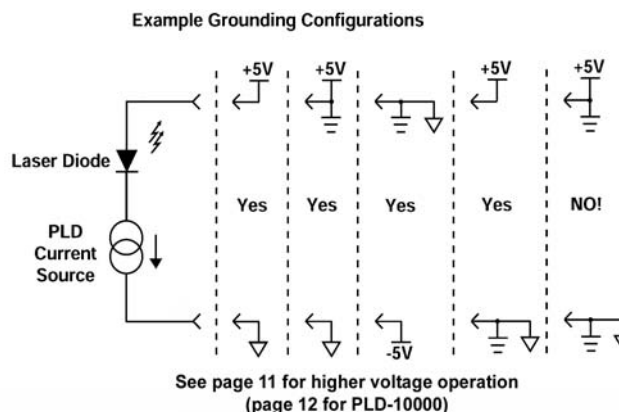 Example Grounding Configurations
+5V +5V +5V +5V
Laser Diode
Yes Yes Yes Yes NO!
PLD
Current
Source
-5V
See page 11 for higher voltage operation
(page 12 for PLD-10000)